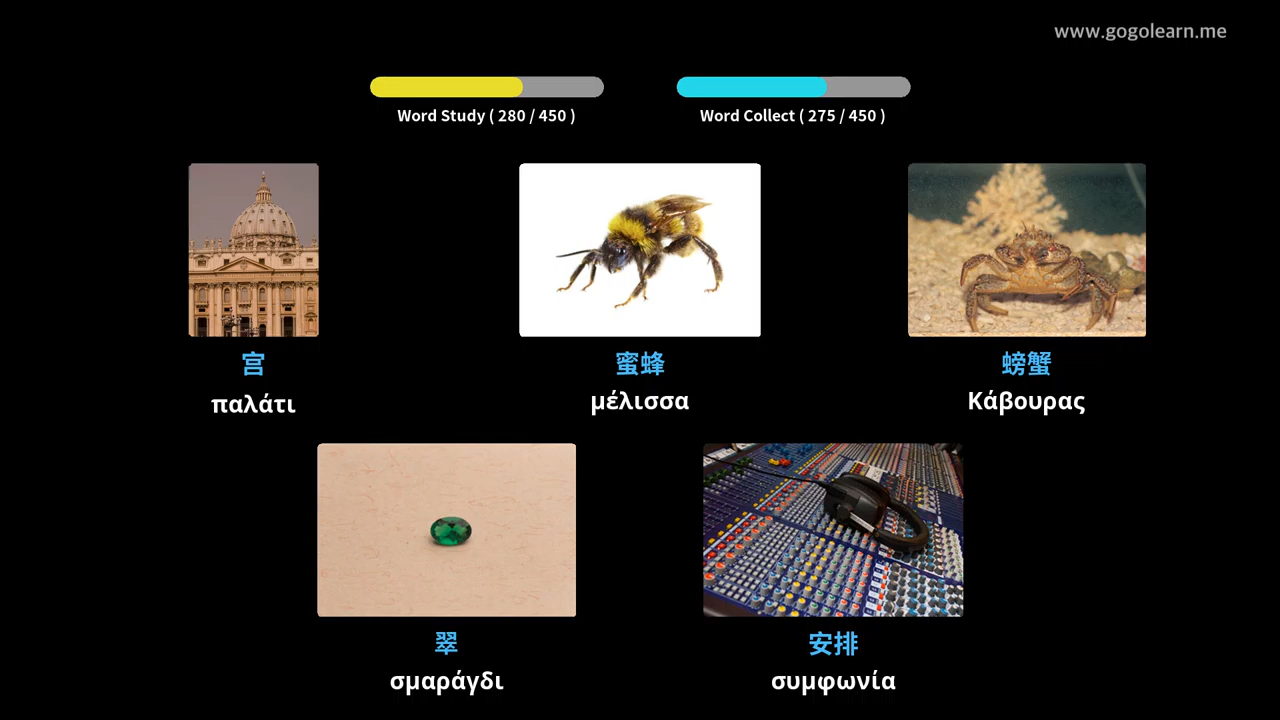 www.gogolearn.me
Word Study ( 280 / 450 )
Word Collect ( 275 / 450 )
宫
παλάτι
蜜蜂
μέλισσα
螃蟹
Κάβουρας
翠
σμαράγδι
安排
συμφωνία